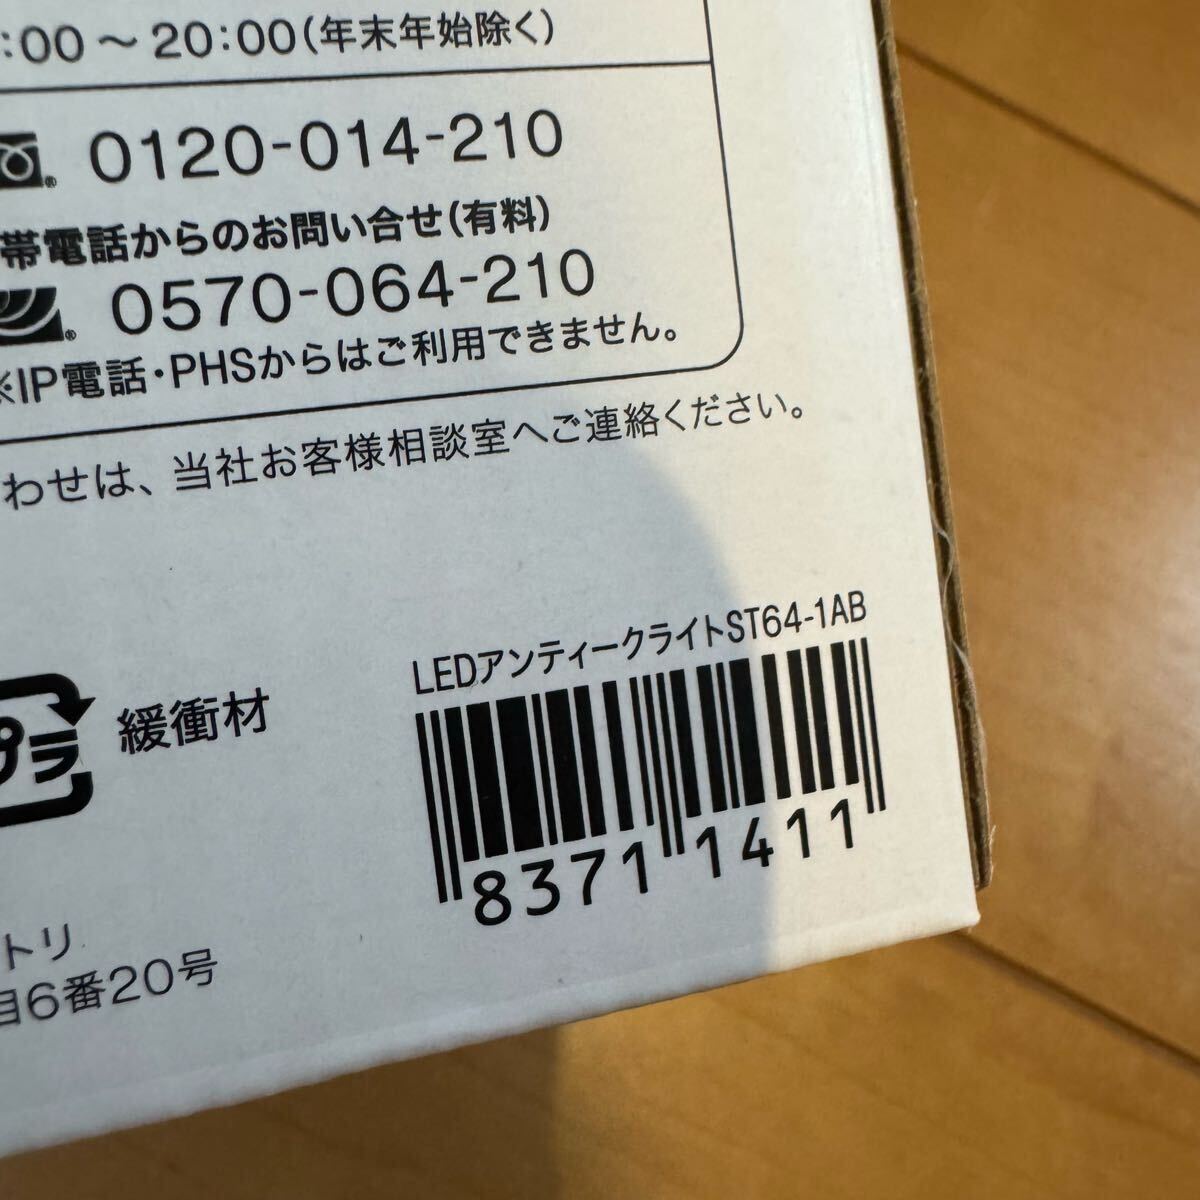 :00～20:00(年末年始除く)
0120-014-210
帯電話からのお問い合せ(有料)
0570-064-210
※IP電話・PHSからはご利用できません。
わせは、当社お客様相談室へご連絡ください。
LEDアンティークライトST64-1AB
プラ 緩衝材
8371 1411
トリ
目6番20号